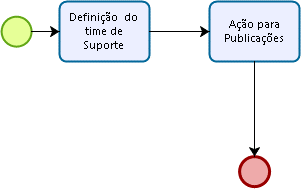 Definição do
time de
Suporte
Ação para
Publicações